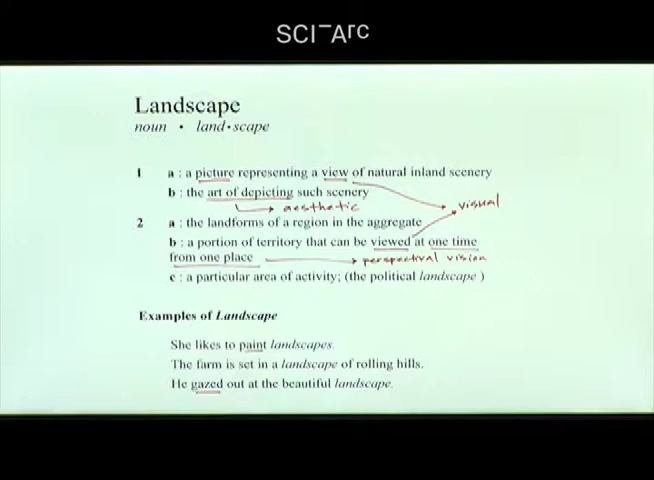 SCI-Arc
Landscape
noun • land•scape
1 a : a picture representing a view of natural inland scenery
b : the art of depicting such scenery
aesthetic
visual
2 a : the landforms of a region in the aggregate
b : a portion of territory that can be viewed at one time
from one place
perspectival vision
c : a particular area of activity; (the political landscape )
Examples of Landscape
She likes to paint landscapes.
The farm is set in a landscape of rolling hills.
He gazed out at the beautiful landscape.